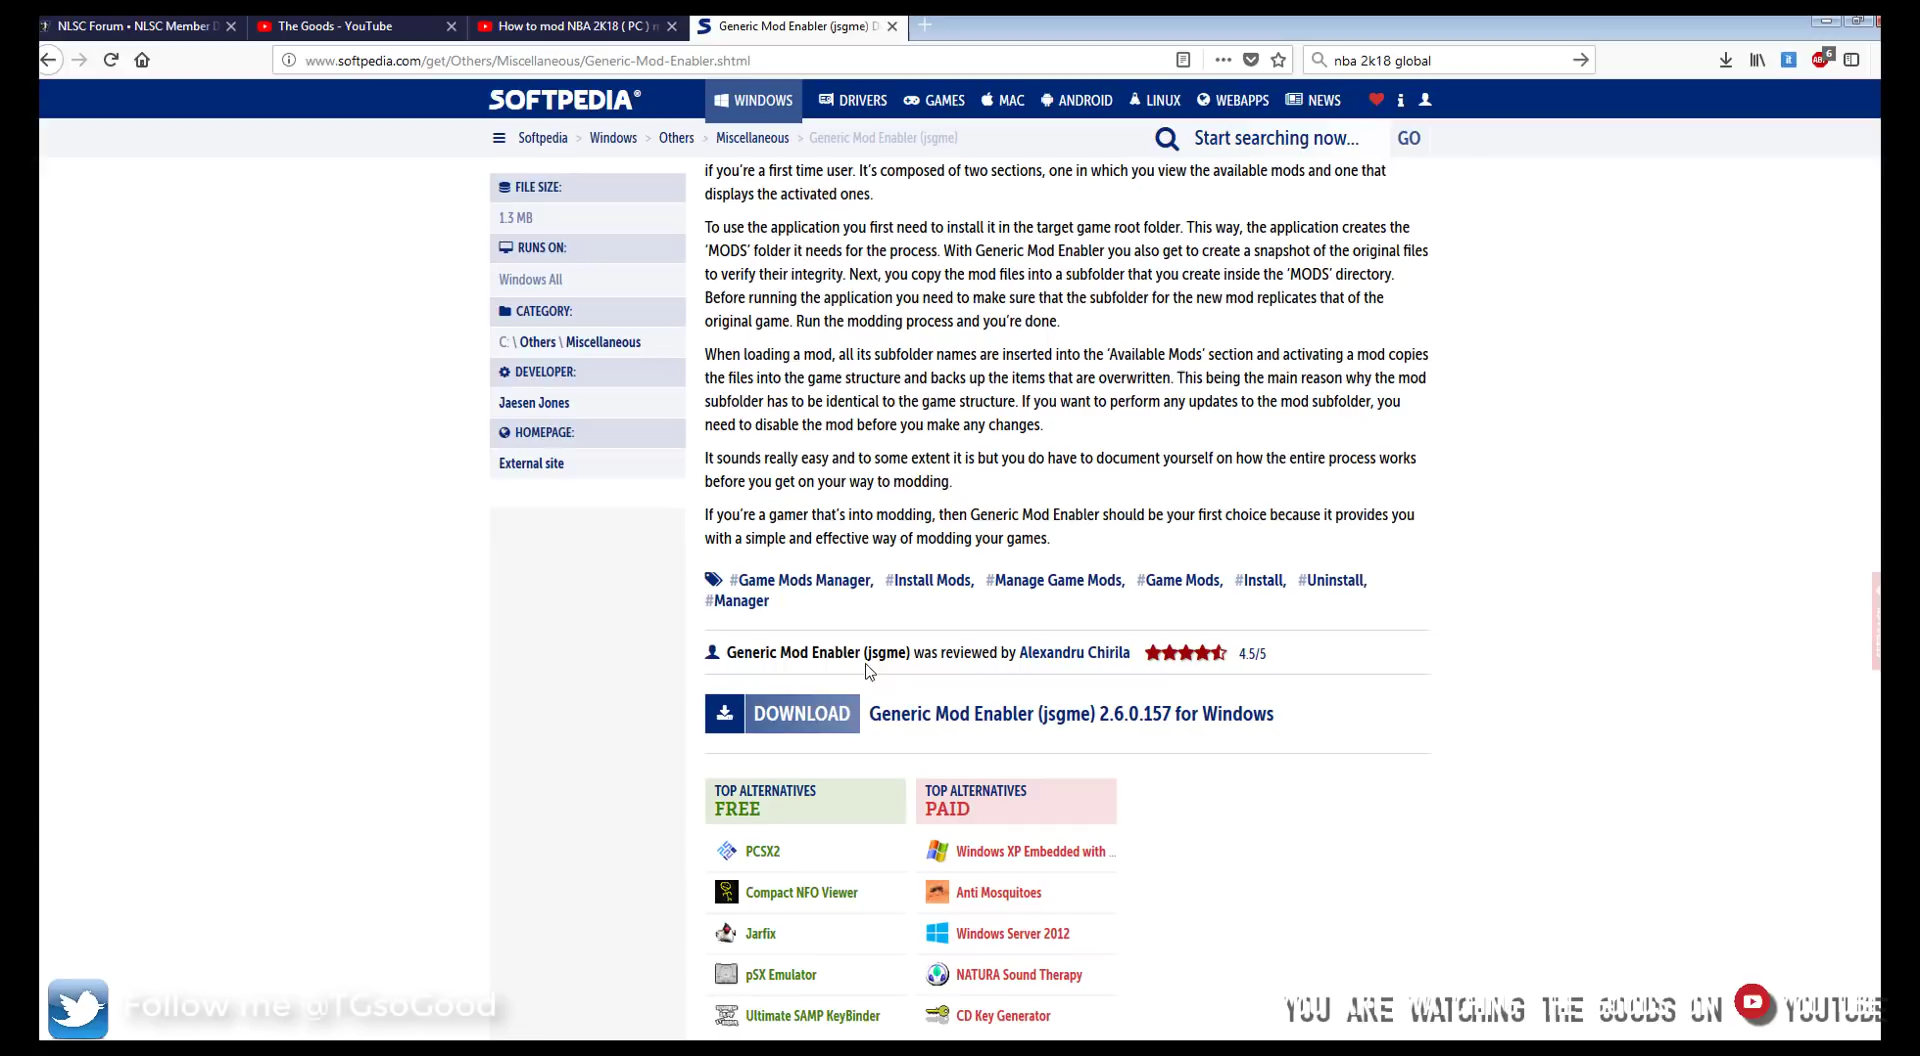 NLSC Forum • NLSC Member D
The Goods - YouTube
How to mod NBA 2K18 ( PC )
Generic Mod Enabler (jsgme) D
www.softpedia.com/get/Others/Miscellaneous/Generic-Mod-Enabler.shtml
nba 2k18 global
6
SOFTPEDIA®
WINDOWS
DRIVERS
GAMES
MAC
ANDROID
LINUX
WEBAPPS
NEWS
Softpedia > Windows > Others > Miscellaneous > Generic Mod Enabler (jsgme)
Start searching now...
GO
FILE SIZE:
1.3 MB
RUNS ON:
Windows All
CATEGORY:
C: \ Others \ Miscellaneous
DEVELOPER:
Jaesen Jones
HOMEPAGE:
External site
if you're a first time user. It's composed of two sections, one in which you view the available mods and one that
displays the activated ones.
To use the application you first need to install it in the target game root folder. This way, the application creates the
'MODS' folder it needs for the process. With Generic Mod Enabler you also get to create a snapshot of the original files
to verify their integrity. Next, you copy the mod files into a subfolder that you create inside the 'MODS' directory.
Before running the application you need to make sure that the subfolder for the new mod replicates that of the
original game. Run the modding process and you're done.
When loading a mod, all its subfolder names are inserted into the 'Available Mods' section and activating a mod copies
the files into the game structure and backs up the items that are overwritten. This being the main reason why the mod
subfolder has to be identical to the game structure. If you want to perform any updates to the mod subfolder, you
need to disable the mod before you make any changes.
It sounds really easy and to some extent it is but you do have to document yourself on how the entire process works
before you get on your way to modding.
If you're a gamer that's into modding, then Generic Mod Enabler should be your first choice because it provides you
with a simple and effective way of modding your games.
#Game Mods Manager, #Install Mods, #Manage Game Mods, #Game Mods, #Install, #Uninstall,
#Manager
Generic Mod Enabler (jsgme) was reviewed by Alexandru Chirila 4.5/5
DOWNLOAD Generic Mod Enabler (jsgme) 2.6.0.157 for Windows
TOP ALTERNATIVES
FREE
PCSX2
Compact NFO Viewer
Jarfix
pSX Emulator
Ultimate SAMP KeyBinder
TOP ALTERNATIVES
PAID
Windows XP Embedded with ...
Anti Mosquitoes
Windows Server 2012
NATURA Sound Therapy
CD Key Generator
Follow me @TGsoGood
YOU ARE WATCHING THE GOODS ON YOUTUBE